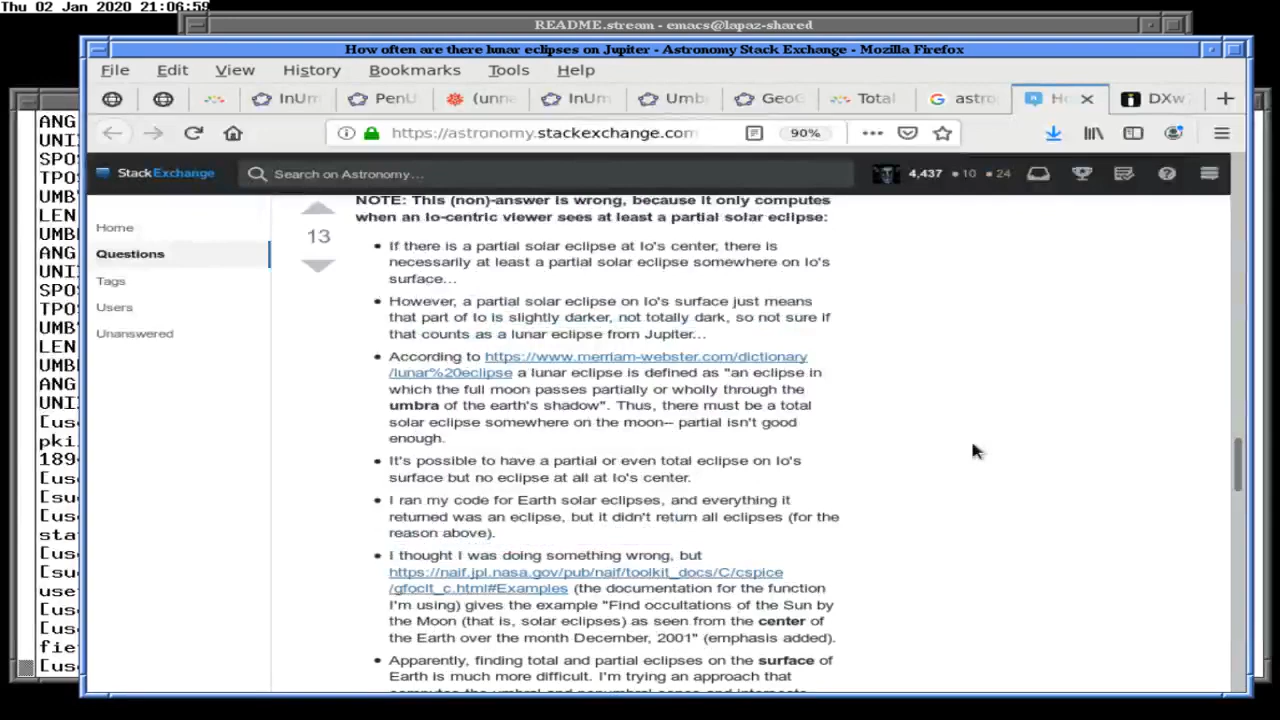 Thu 02 Jan 2020 21:06:59
README.stream - emacs@lapaz-shared
How often are there lunar eclipses on Jupiter - Astronomy Stack Exchange - Mozilla Firefox
File Edit View History Bookmarks Tools Help
InUm PenU (unn InUm Umb GeoG Total astro Ho DXw
https://astronomy.stackexchange.com 90%
StackExchange Search on Astronomy… 4,437 10 24
Home
Questions
Tags
Users
Unanswered
13
NOTE: This (non)-answer is wrong, because it only computes
when an Io-centric viewer sees at least a partial solar eclipse:
If there is a partial solar eclipse at Io's center, there is
necessarily at least a partial solar eclipse somewhere on Io's
surface...
However, a partial solar eclipse on Io's surface just means
that part of Io is slightly darker, not totally dark, so not sure if
that counts as a lunar eclipse from Jupiter...
According to https://www.merriam-webster.com/dictionary
/lunar%20eclipse a lunar eclipse is defined as "an eclipse in
which the full moon passes partially or wholly through the
umbra of the earth's shadow". Thus, there must be a total
solar eclipse somewhere on the moon-- partial isn't good
enough.
It's possible to have a partial or even total eclipse on Io's
surface but no eclipse at all at Io's center.
I ran my code for Earth solar eclipses, and everything it
returned was an eclipse, but it didn't return all eclipses (for the
reason above).
I thought I was doing something wrong, but
https://naif.jpl.nasa.gov/pub/naif/toolkit_docs/C/cspice
/gfoclt_c.html#Examples (the documentation for the function
I'm using) gives the example "Find occultations of the Sun by
the Moon (that is, solar eclipses) as seen from the center of
the Earth over the month December, 2001" (emphasis added).
Apparently, finding total and partial eclipses on the surface of
Earth is much more difficult. I'm trying an approach that
ANG
UNI
SPO
TPO
UMB
LEN
UMB
ANG
UNI
SPO
TPO
UMB
LEN
UMB
ANG
UNI
[us
pki
189
[us
[su
sta
[us
[su
use
[us
[us
fie
[us